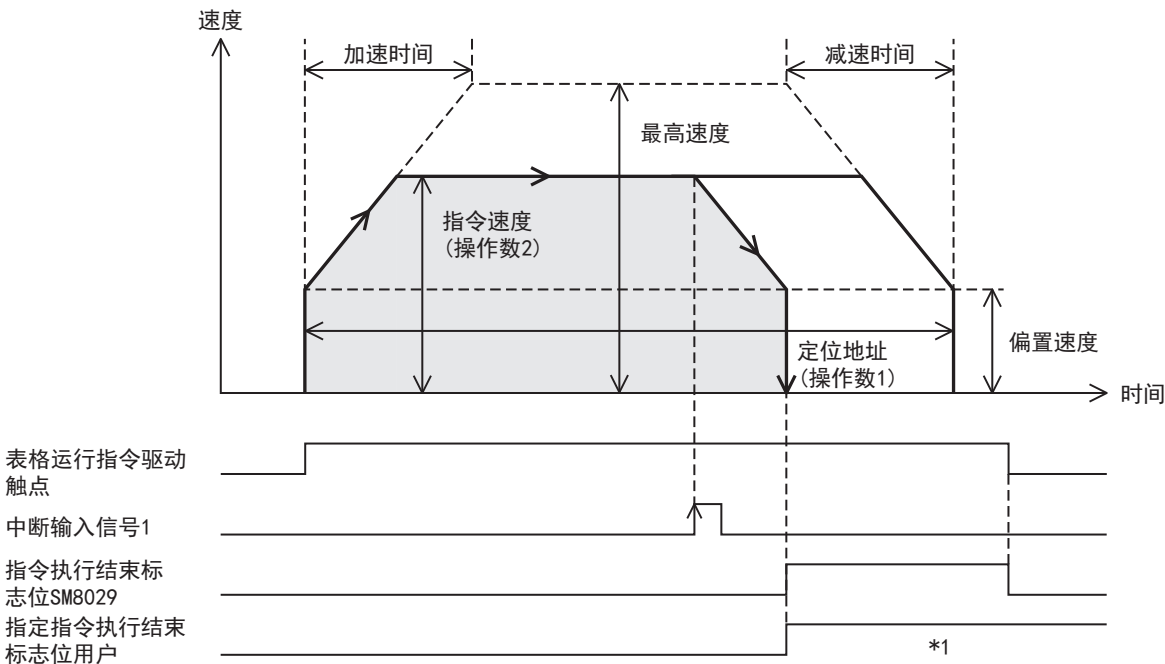 速度
加速时间
减速时间
最高速度
指令速度
(操作数2)
定位地址
(操作数1)
偏置速度
时间
表格运行指令驱动
触点
中断输入信号1
指令执行结束标
志位SM8029
指定指令执行结束
标志位用户
*1